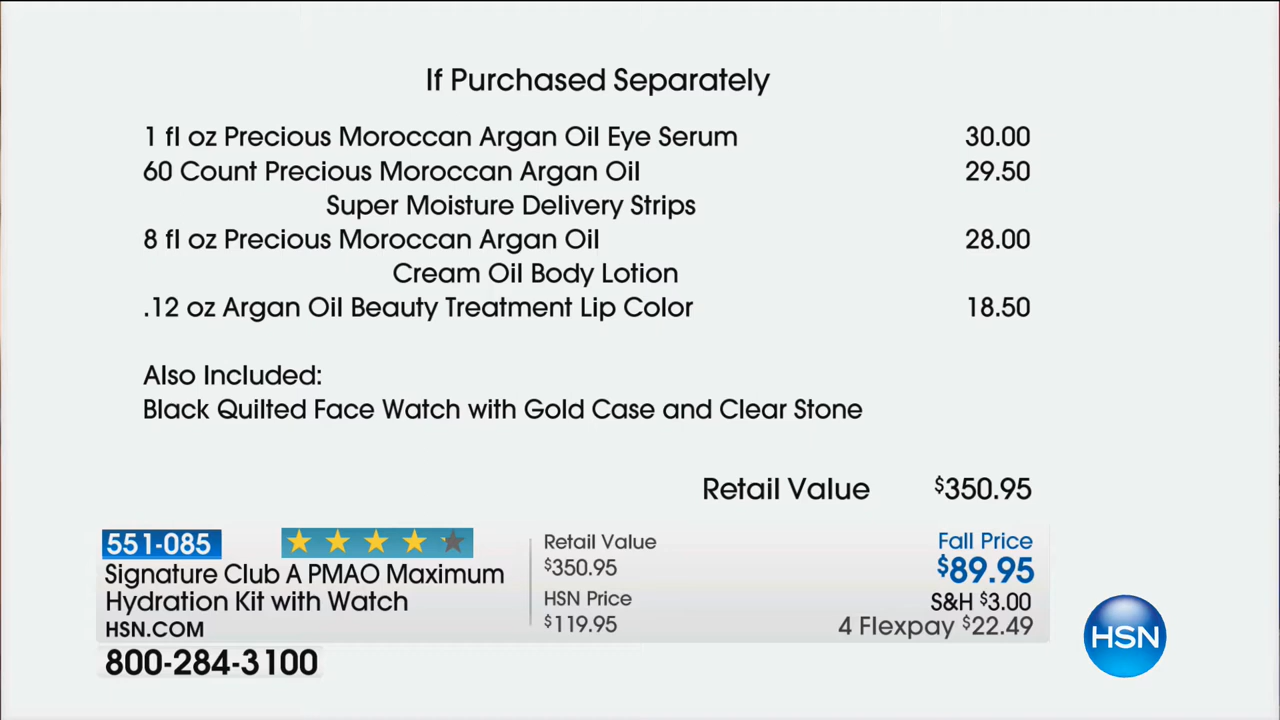 If Purchased Separately
1 fl oz Precious Moroccan Argan Oil Eye Serum 30.00
60 Count Precious Moroccan Argan Oil 29.50
Super Moisture Delivery Strips
8 fl oz Precious Moroccan Argan Oil 28.00
Cream Oil Body Lotion
.12 oz Argan Oil Beauty Treatment Lip Color 18.50
Also Included:
Black Quilted Face Watch with Gold Case and Clear Stone
Retail Value $350.95
551-085
Signature Club A PMAO Maximum
Hydration Kit with Watch
HSN.COM
800-284-3100
Retail Value
$350.95
HSN Price
$119.95
Fall Price
$89.95
S&H $3.00
4 Flexpay $22.49
HSN